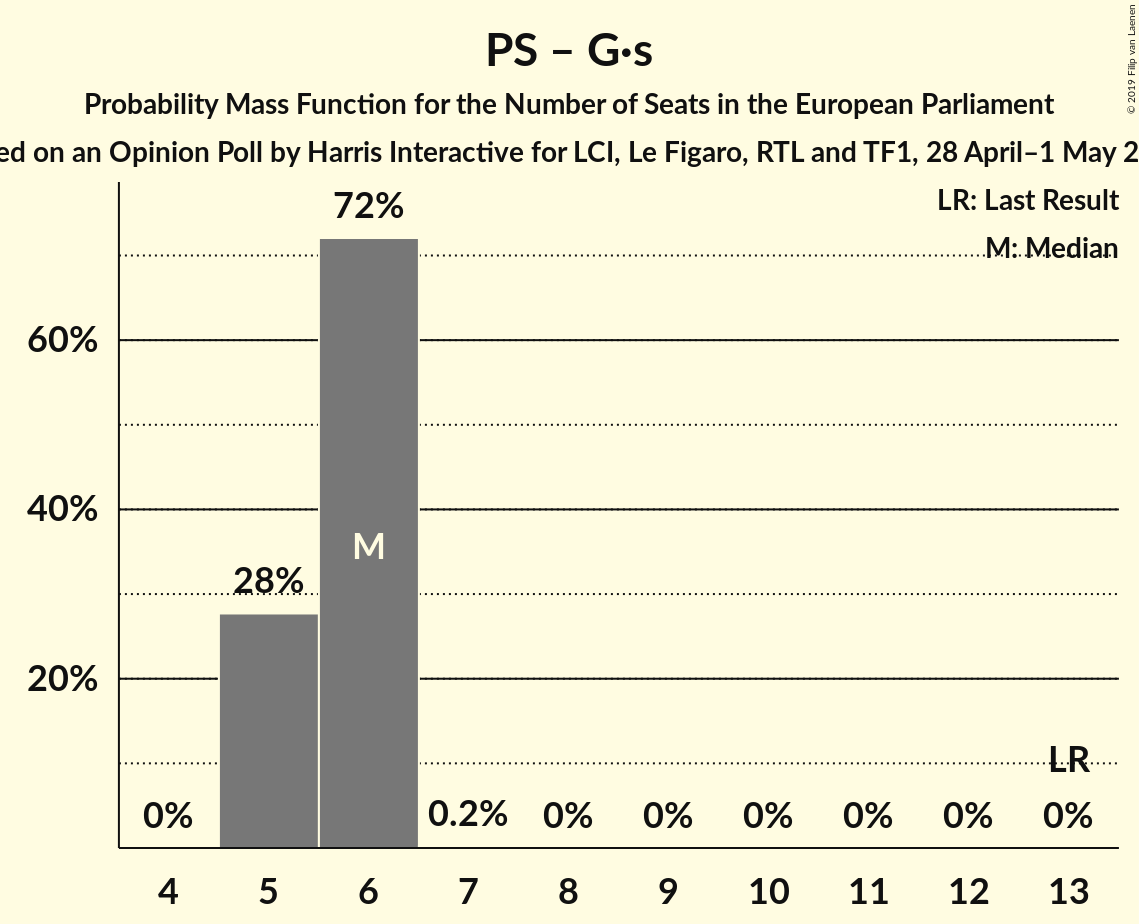 PS – G·s
Probability Mass Function for the Number of Seats in the European Parliament
on an Opinion Poll by Harris Interactive for LCI, Le Figaro, RTL and TF1, 28 April–1 May
© 2019 Filip van Laenen
LR: Last Result
M: Median
72%
60%
40%
M
28%
20%
LR
0%
0.2%
0%
0%
0%
0%
0%
0%
4
5
6
7
8
9
10
11
12
13